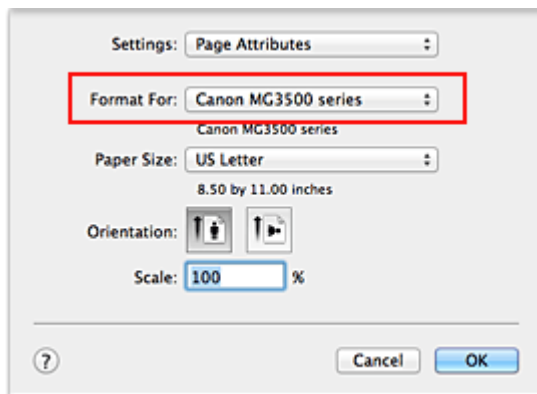 Settings: Page Attributes
Format For: Canon MG3500 series
Canon MG3500 series
Paper Size: US Letter
8.50 by 11.00 inches
Orientation:
Scale: 100 %
? Cancel OK